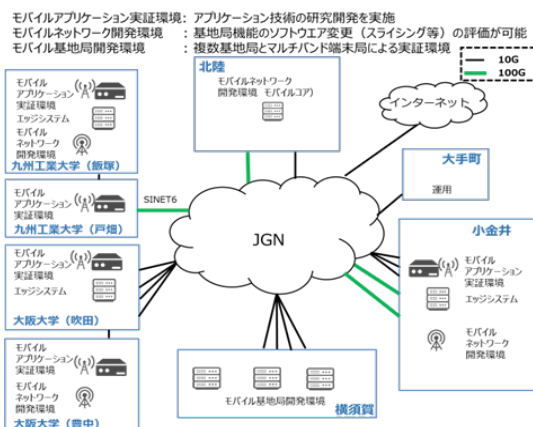 モバイルアプリケーション実証環境: アプリケーション技術の研究開発を実施
モバイルネットワーク開発環境 : 基地局機能のソフトウエア変更（スライシング等）の評価が可能
モバイル基地局開発環境 : 複数基地局とマルチバンド端末局による実証環境
10G
100G
北陸
モバイルネットワーク
開発環境 モバイルコア)
インターネット
モバイル
アプリケーション
実証環境
エッジシステム
モバイル
ネットワーク
開発環境
九州工業大学（飯塚）
大手町
運用
モバイル
アプリケーション
実証環境
九州工業大学（戸畑）
SINET6
JGN
小金井
モバイル
アプリケーション
実証環境
エッジシステム
モバイル
ネットワーク
開発環境
モバイル
アプリケーション
実証環境
エッジシステム
大阪大学（吹田）
モバイル
アプリケーション
実証環境
モバイル
ネットワーク
開発環境
大阪大学（豊中）
モバイル基地局開発環境
横須賀